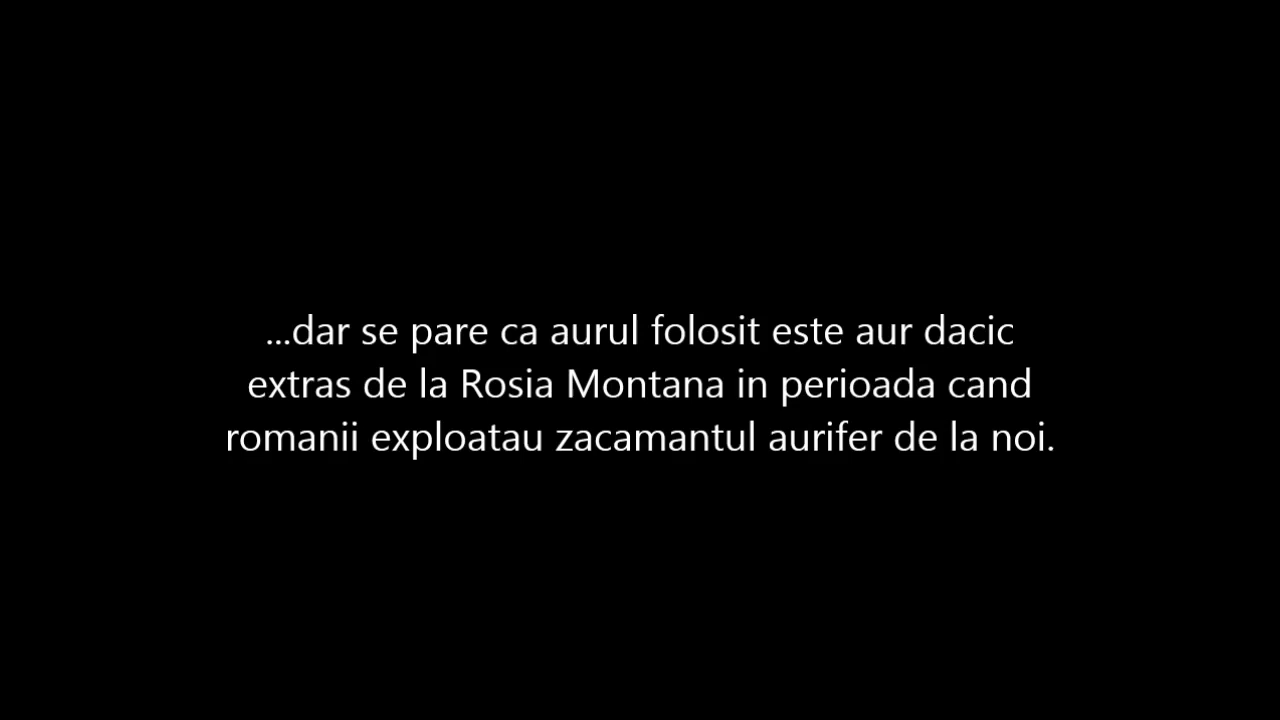 ...dar se pare ca aurul folosit este aur dacic
extras de la Rosia Montana in perioada cand
romanii exploatau zacamantul aurifer de la noi.